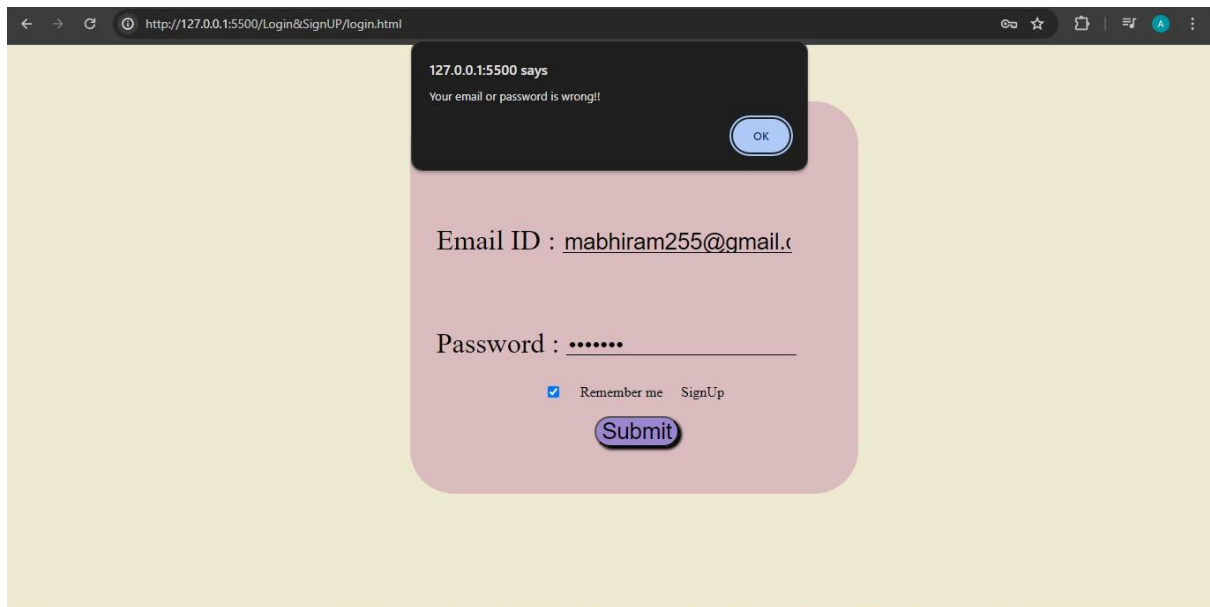 http://127.0.0.1:5500/Login&SignUP/login.html
A
127.0.0.1:5500 says
Your email or password is wrong!!
OK
Email ID : mabhiram255@gmail.c
Password : •••••••
Remember me SignUp
Submit